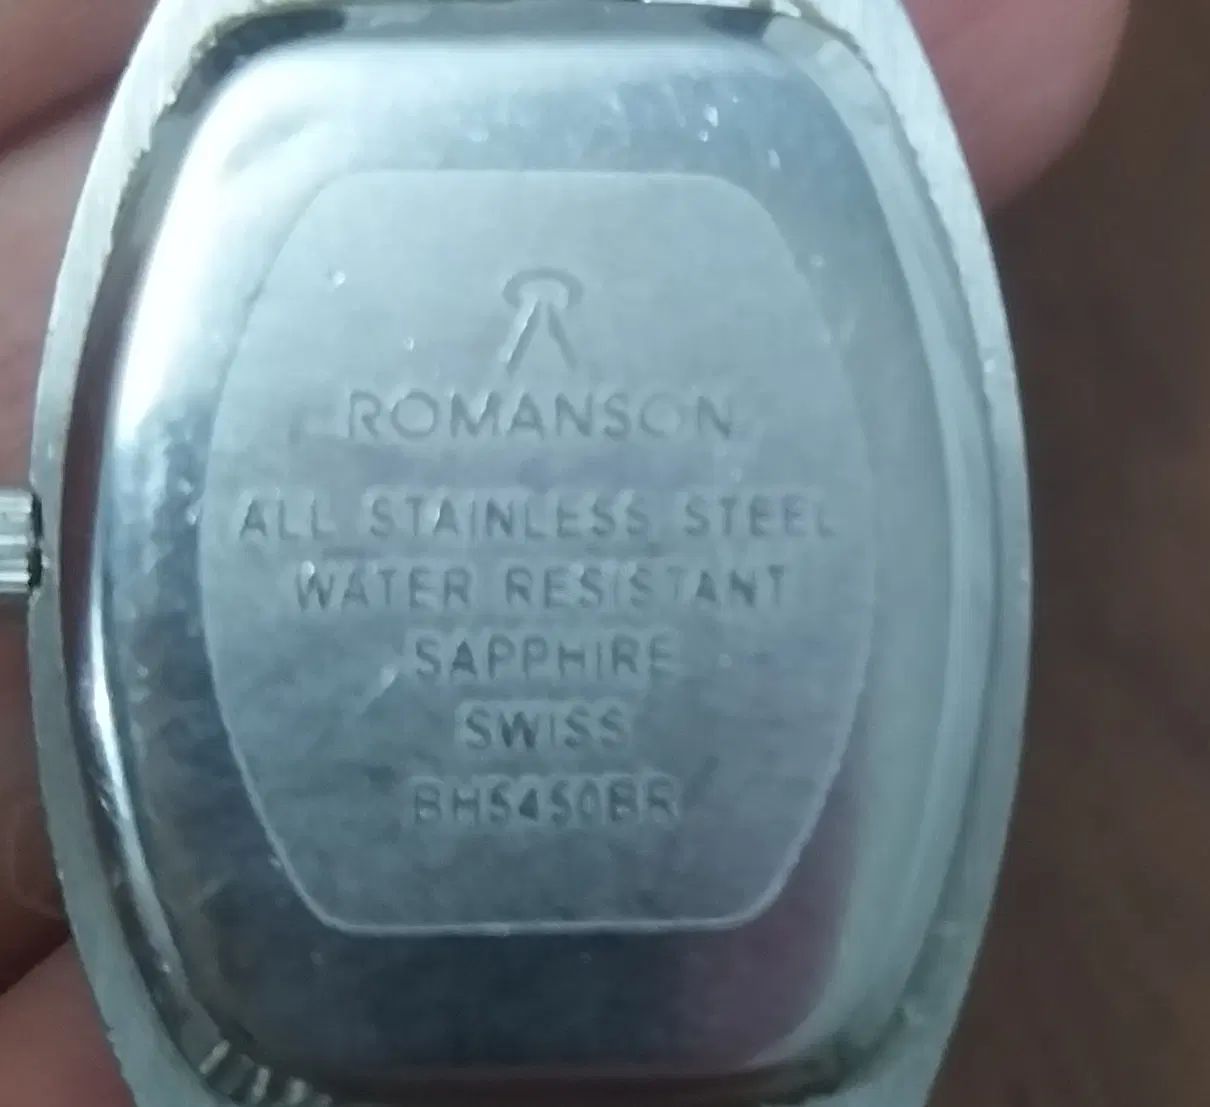 ROMANSON
ALL STAINLESS STEEL
WATER RESISTANT
SAPPHIRE
SWISS
BH5450BR